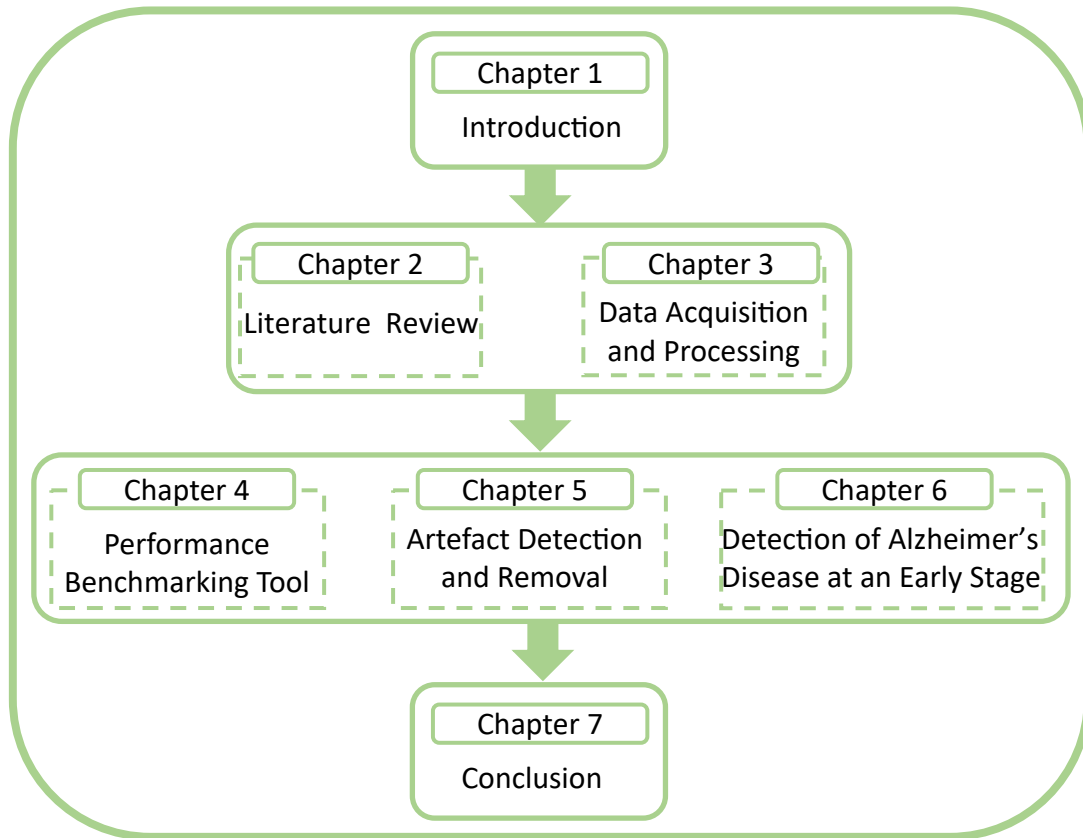 Chapter 1
Introduction
Chapter 2
Literature Review
Chapter 3
Data Acquisition
and Processing
Chapter 4
Performance
Benchmarking Tool
Chapter 5
Artefact Detection
and Removal
Chapter 6
Detection of Alzheimer’s
Disease at an Early Stage
Chapter 7
Conclusion